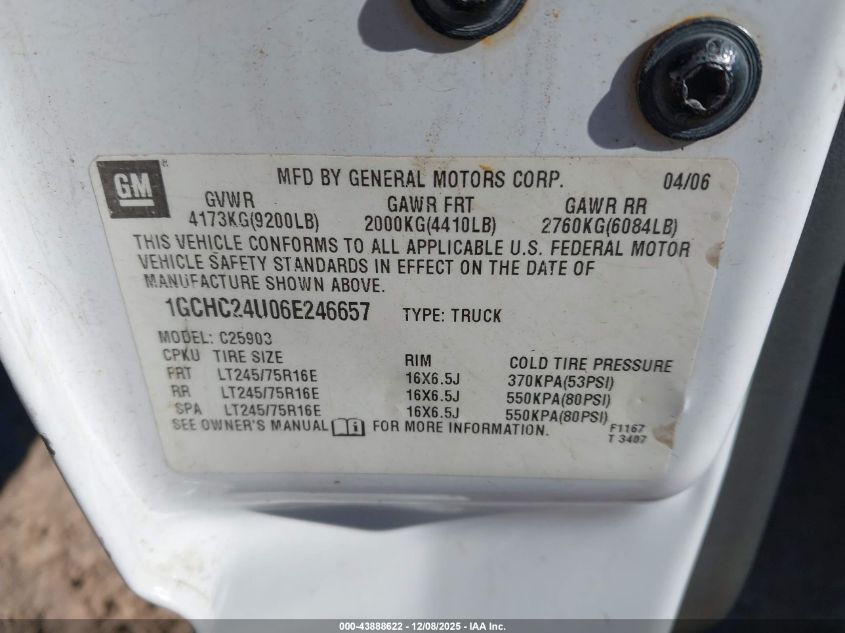 GM
MFD BY GENERAL MOTORS CORP. 04/06
GVWR GAWR FRT GAWR RR
4173KG(9200LB) 2000KG(4410LB) 2760KG(6084LB)
THIS VEHICLE CONFORMS TO ALL APPLICABLE U.S. FEDERAL MOTOR
VEHICLE SAFETY STANDARDS IN EFFECT ON THE DATE OF
MANUFACTURE SHOWN ABOVE.
1GCHC24U06E246657 TYPE: TRUCK
MODEL: C25903
CPKU TIRE SIZE RIM COLD TIRE PRESSURE
FRT LT245/75R16E 16X6.5J 370KPA(53PSI)
RR LT245/75R16E 16X6.5J 550KPA(80PSI)
SPA LT245/75R16E 16X6.5J 550KPA(80PSI)
SEE OWNER'S MANUAL FOR MORE INFORMATION.
F1167
T 3407
000-43888622 - 12/08/2025 - IAA Inc.